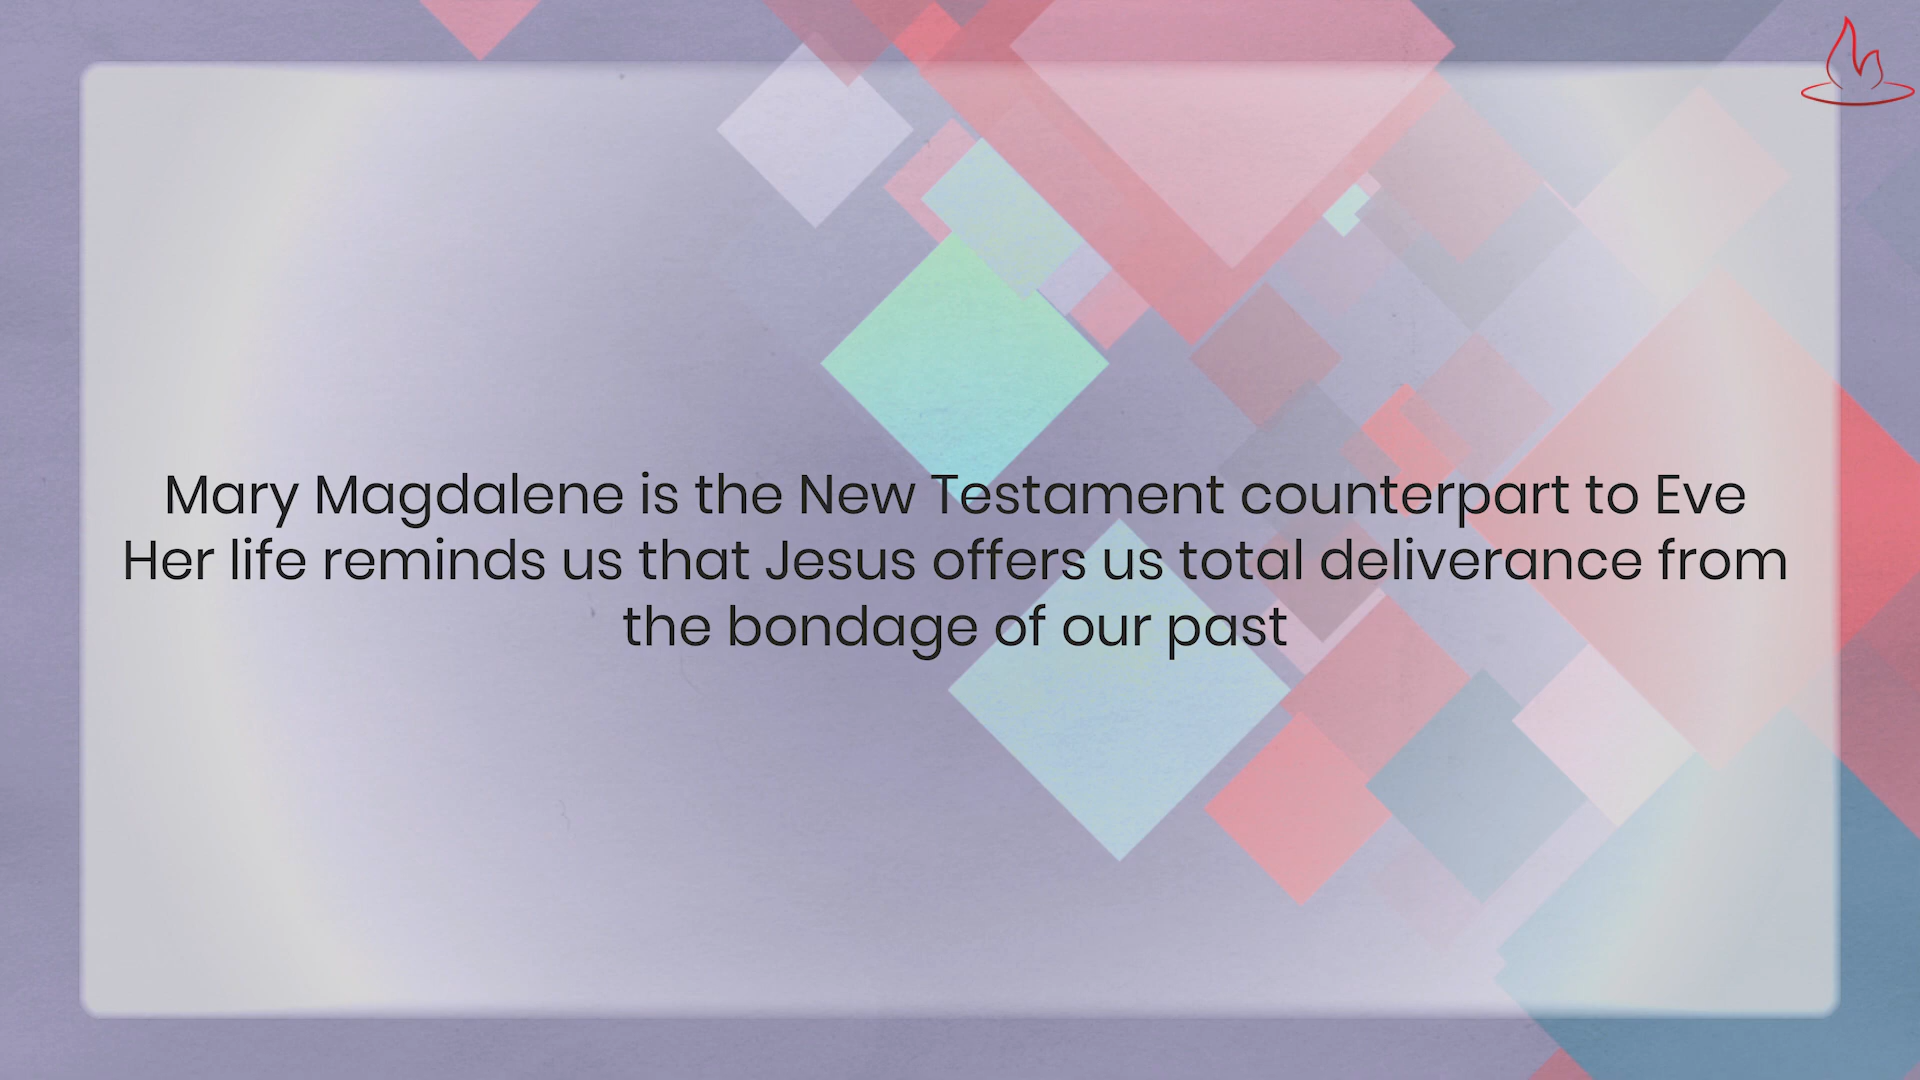 Mary Magdalene is the New Testament counterpart to Eve
Her life reminds us that Jesus offers us total deliverance from
the bondage of our past